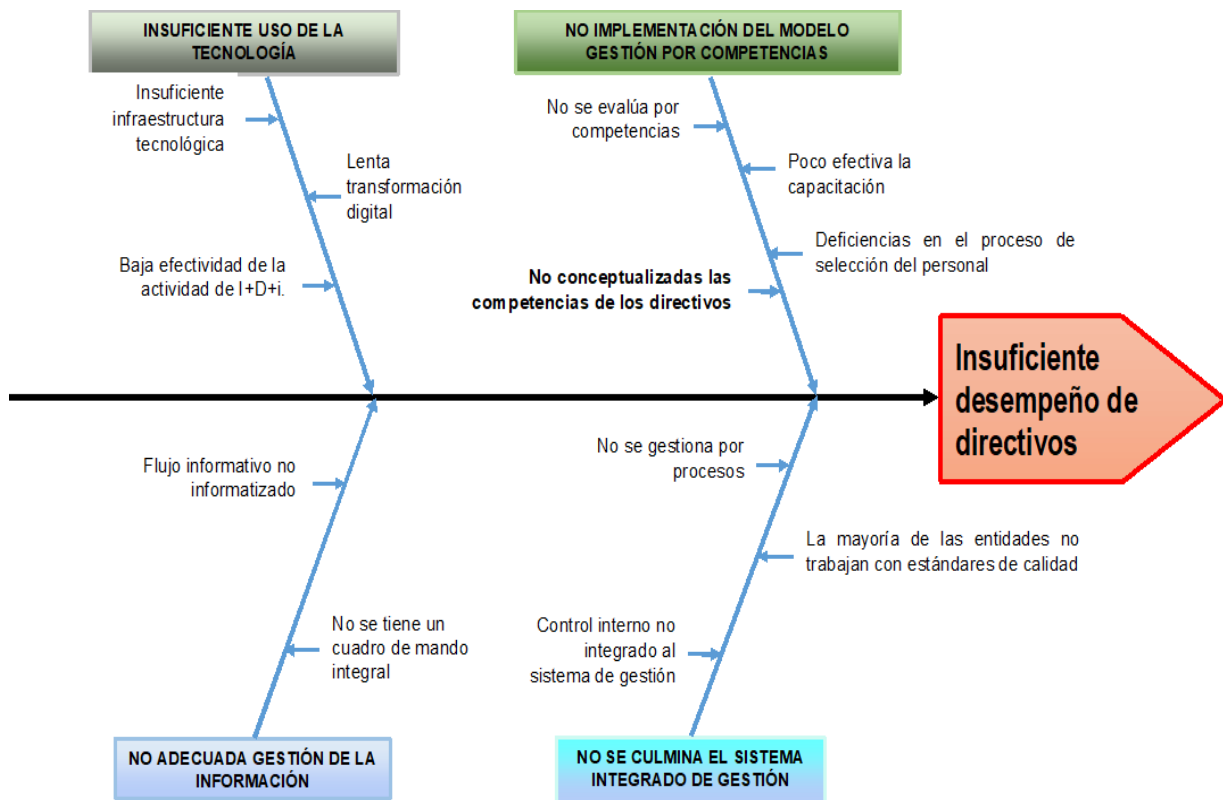 INSUFICIENTE USO DE LA
TECNOLOGÍA
NO IMPLEMENTACIÓN DEL MODELO
GESTIÓN POR COMPETENCIAS
Insuficiente
infraestructura
tecnológica
Lenta
transformación
digital
Baja efectividad de la
actividad de I+D+i.
No se evalúa por
competencias
Poco efectiva la
capacitación
Deficiencias en el proceso de
selección del personal
No conceptualizadas las
competencias de los directivos
Insuficiente
desempeño de
directivos
Flujo informativo no
informatizado
No se tiene un
cuadro de mando
integral
No se gestiona por
procesos
La mayoría de las entidades no
trabajan con estándares de calidad
Control interno no
integrado al
sistema de gestión
NO ADECUADA GESTIÓN DE LA
INFORMACIÓN
NO SE CULMINA EL SISTEMA
INTEGRADO DE GESTIÓN